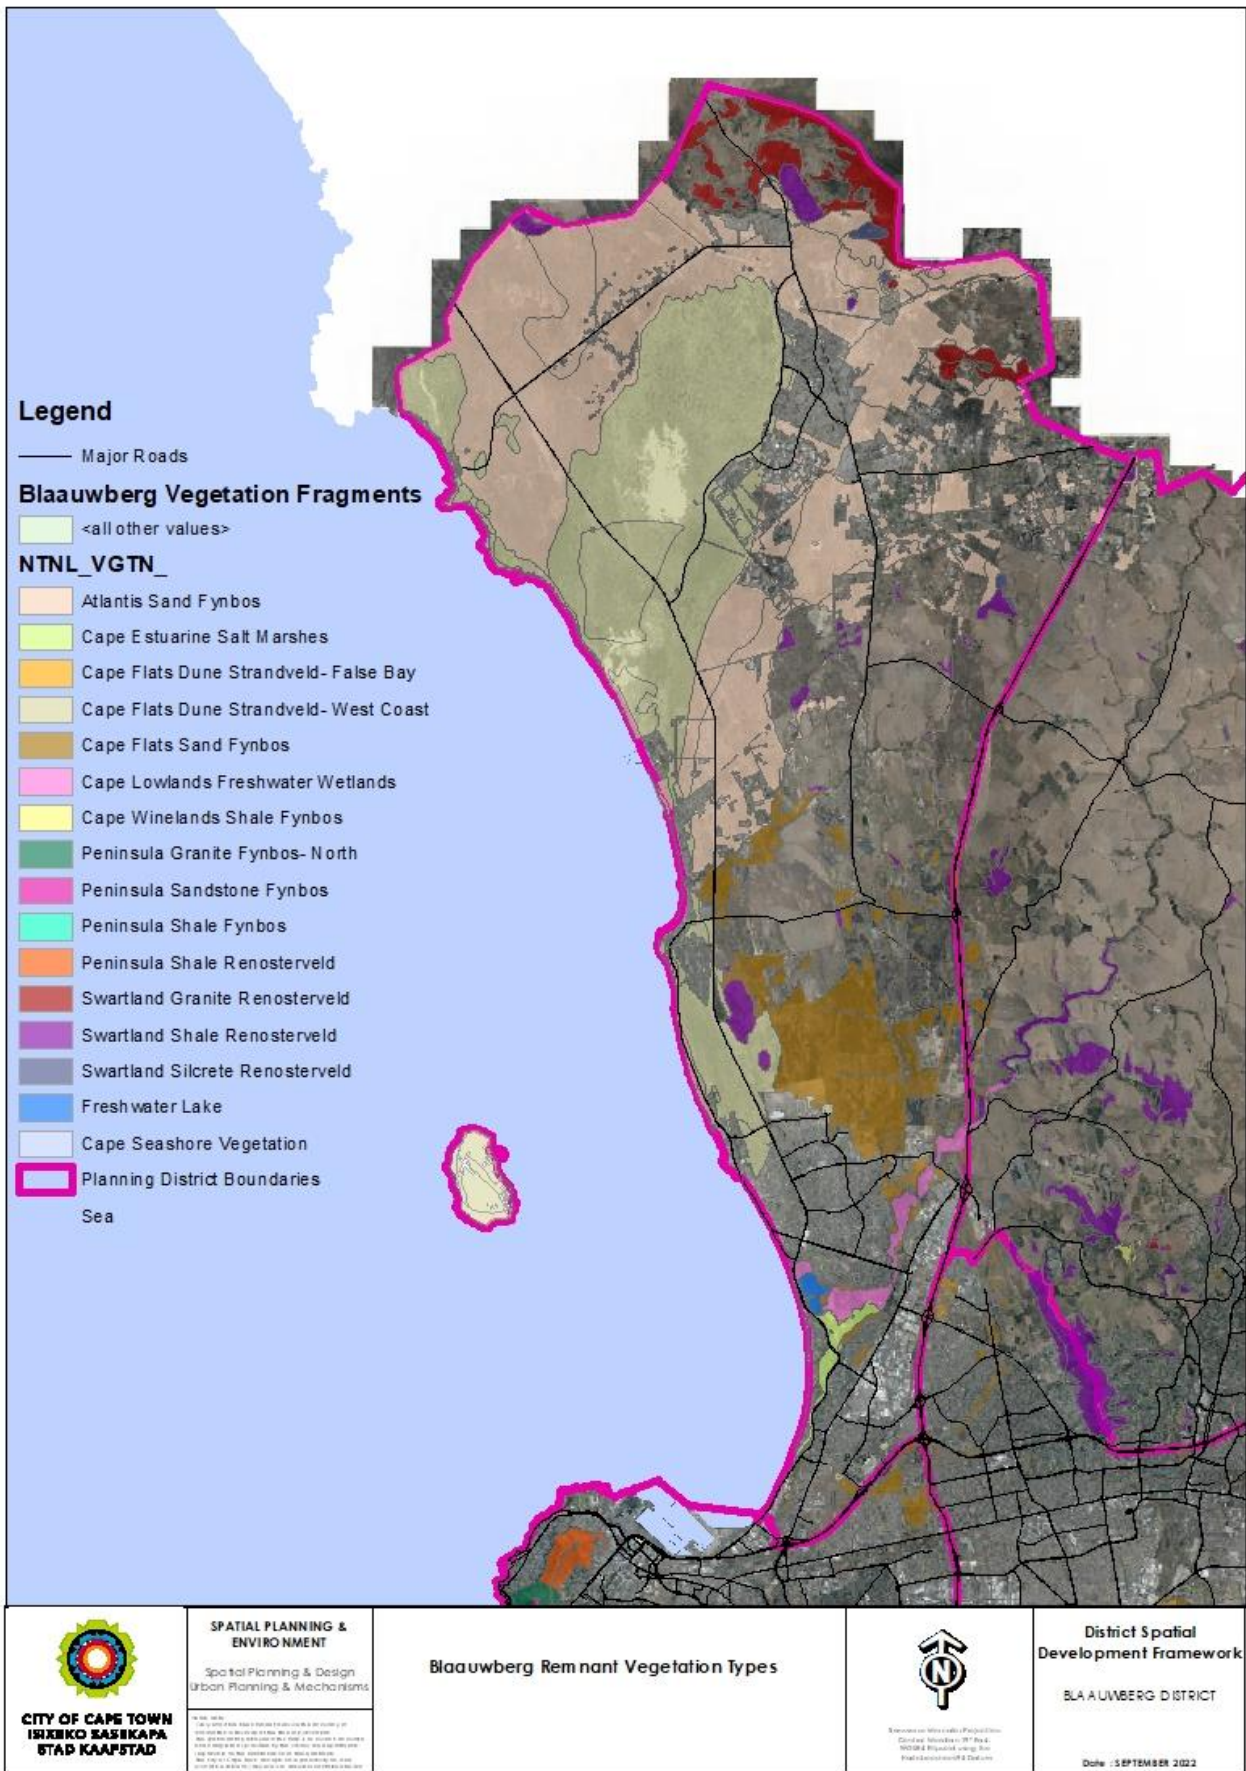 Legend
Major Roads
Blaauwberg Vegetation Fragments
<all other values>
NTNL_VGTN_
Atlantis Sand Fynbos
Cape Estuarine Salt Marshes
Cape Flats Dune Strandveld- False Bay
Cape Flats Dune Strandveld- West Coast
Cape Flats Sand Fynbos
Cape Lowlands Freshwater Wetlands
Cape Winelands Shale Fynbos
Peninsula Granite Fynbos- North
Peninsula Sandstone Fynbos
Peninsula Shale Fynbos
Peninsula Shale Renosterveld
Swartland Granite Renosterveld
Swartland Shale Renosterveld
Swartland Silcrete Renosterveld
Freshwater Lake
Cape Seashore Vegetation
Planning District Boundaries
Sea
CITY OF CAPE TOWN
ISIXEKO SASEKAPA
STAD KAAPSTAD
SPATIAL PLANNING &
ENVIRONMENT
Spatial Planning & Design
Urban Planning & Mechanisms
Blaauwberg Remnant Vegetation Types
N
District Spatial
Development Framework
BLAAUWBERG DISTRICT
Date : SEPTEMBER 2022